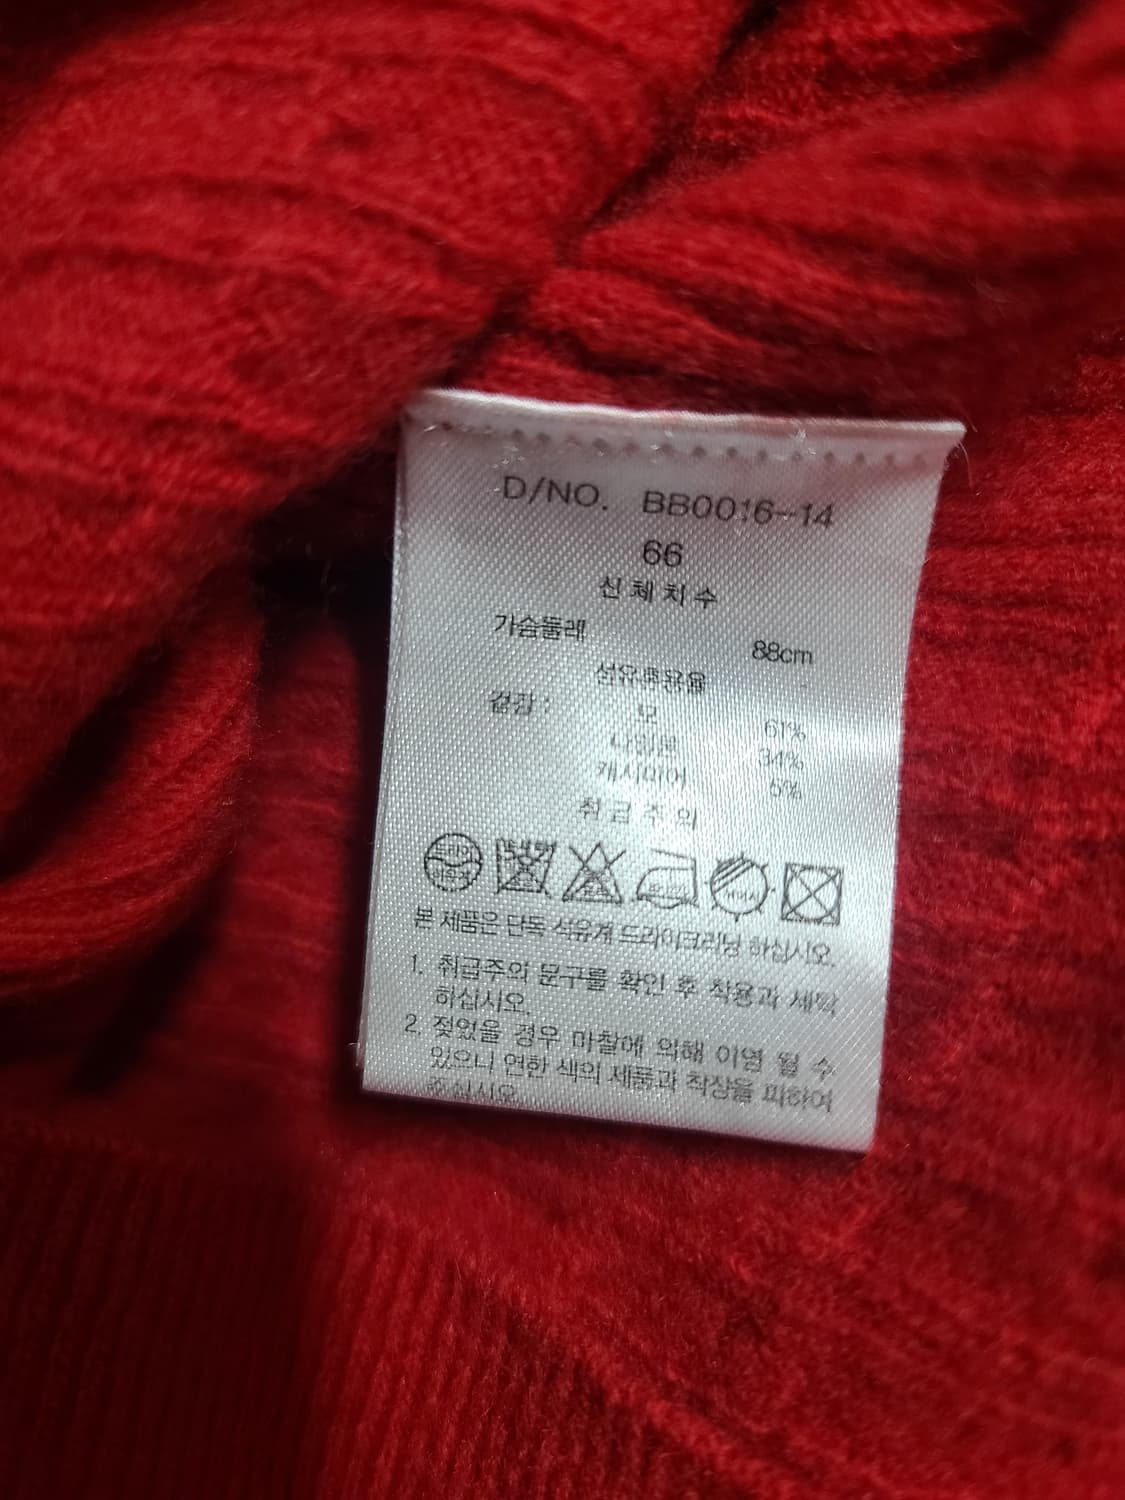 D/NO. BB0016-14
66
신체치수
가슴둘레 88cm
섬유혼용율
겉감 : 모 61%
나일론 34%
캐시미어 5%
취급주의
본 제품은 단독 석유계 드라이크리닝 하십시오.
1. 취급주의 문구를 확인 후 착용과 세탁
하십시오.
2. 젖었을 경우 마찰에 의해 이염 될 수
있으니 연한 색의 제품과 착장을 피하여
주십시오